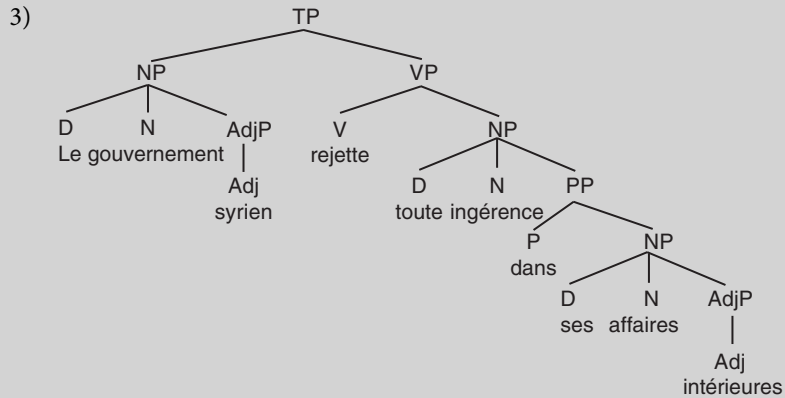 3)
TP
NP VP
D N AdjP V NP
Le gouvernement rejette
Adj D N PP
syrien toute ingérence
P NP
dans
D N AdjP
ses affaires
Adj
intérieures